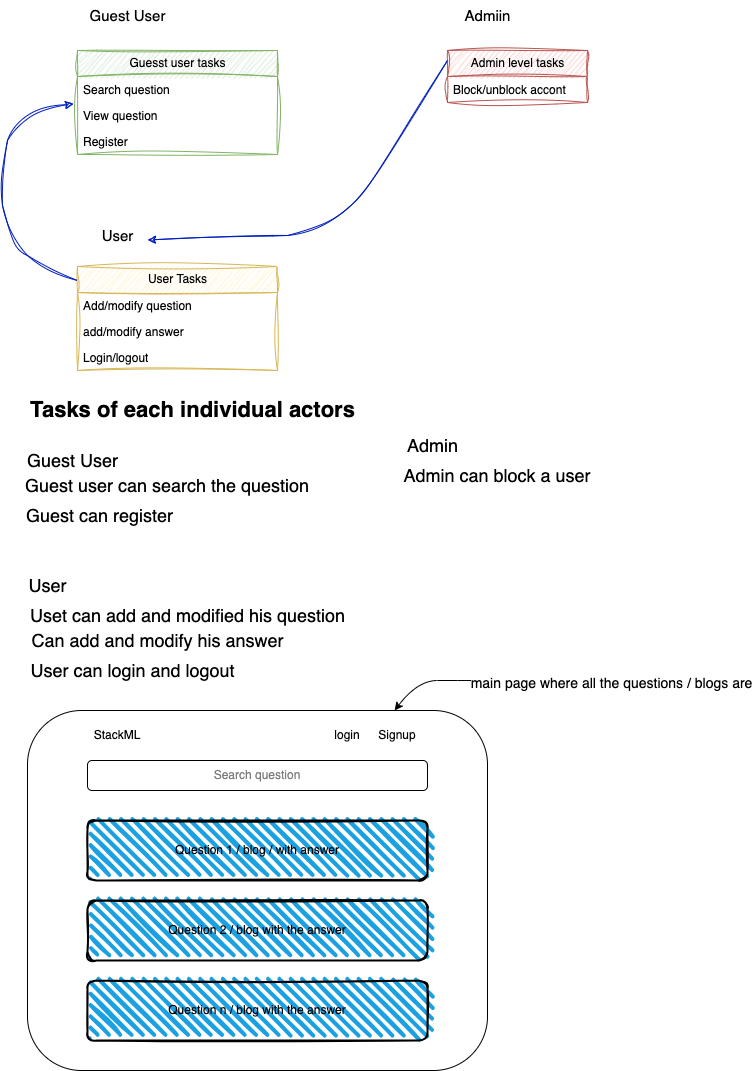 Guest User
Admiin
Guesst user tasks
Search question
View question
Register
Admin level tasks
Block/unblock accont
User
User Tasks
Add/modify question
add/modify answer
Login/logout
Tasks of each individual actors
Guest User
Guest user can search the question
Guest can register
Admin
Admin can block a user
User
Uset can add and modified his question
Can add and modify his answer
User can login and logout
main page where all the questions / blogs are
StackML
login
Signup
Search question
Question 1 / blog / with answer
Question 2 / blog with the answer
Question n / blog with the answer